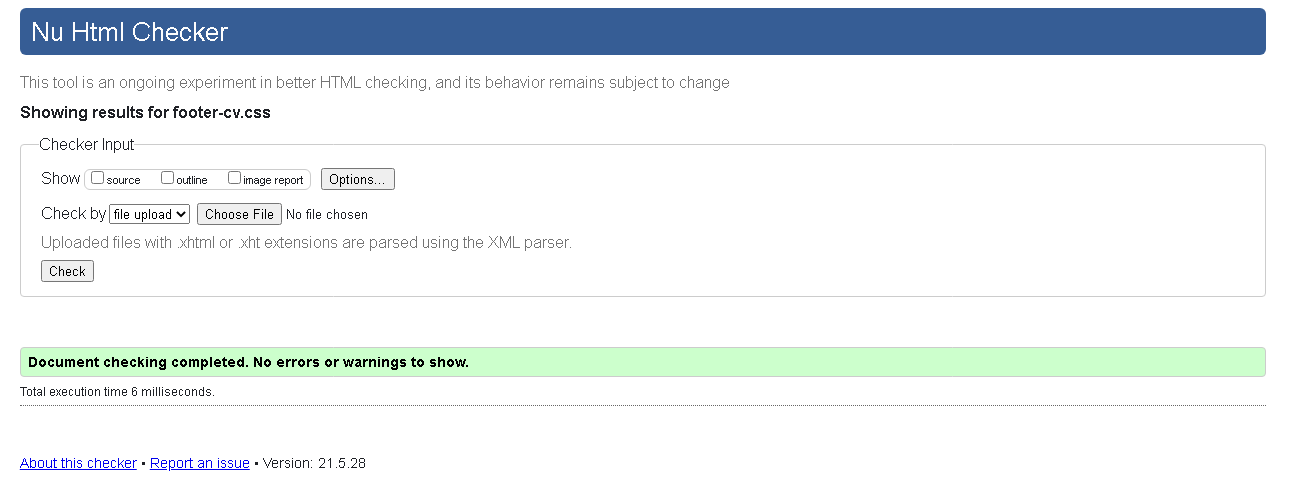 Nu Html Checker
This tool is an ongoing experiment in better HTML checking, and its behavior remains subject to change
Showing results for footer-cv.css
Checker Input
Show source outline image report Options...
Check by file upload Choose File No file chosen
Uploaded files with .xhtml or .xht extensions are parsed using the XML parser.
Check
Document checking completed. No errors or warnings to show.
Total execution time 6 milliseconds.
About this checker • Report an issue • Version: 21.5.28